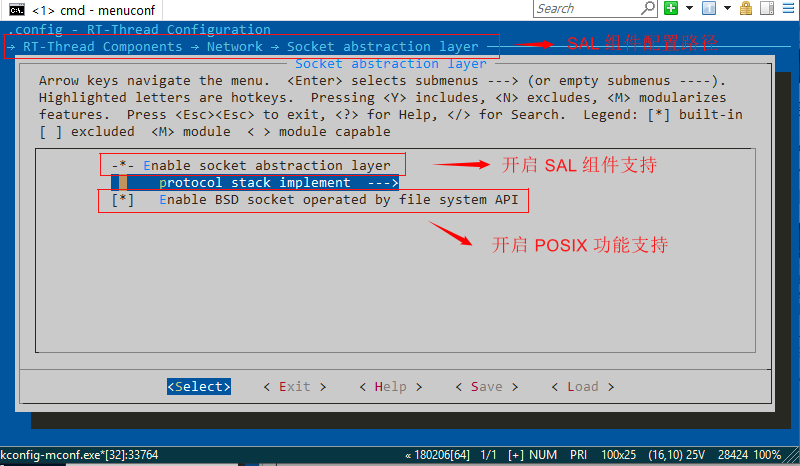 <1> cmd - menuconf
Search
.config - RT-Thread Configuration
→ RT-Thread Components → Network → Socket abstraction layer
SAL 组件配置路径
Socket abstraction layer
Arrow keys navigate the menu. <Enter> selects submenus ---> (or empty submenus ----).
Highlighted letters are hotkeys. Pressing <Y> includes, <N> excludes, <M> modularizes
features. Press <Esc><Esc> to exit, <?> for Help, </> for Search. Legend: [*] built-in
[ ] excluded <M> module < > module capable
-*- Enable socket abstraction layer
开启 SAL 组件支持
protocol stack implement --->
[*] Enable BSD socket operated by file system API
开启 POSIX 功能支持
<Select> < Exit > < Help > < Save > < Load >
kconfig-mconf.exe*[32]:33764 « 180206[64] 1/1 [+] NUM PRI 100x25 (16,10) 25V 28424 100%